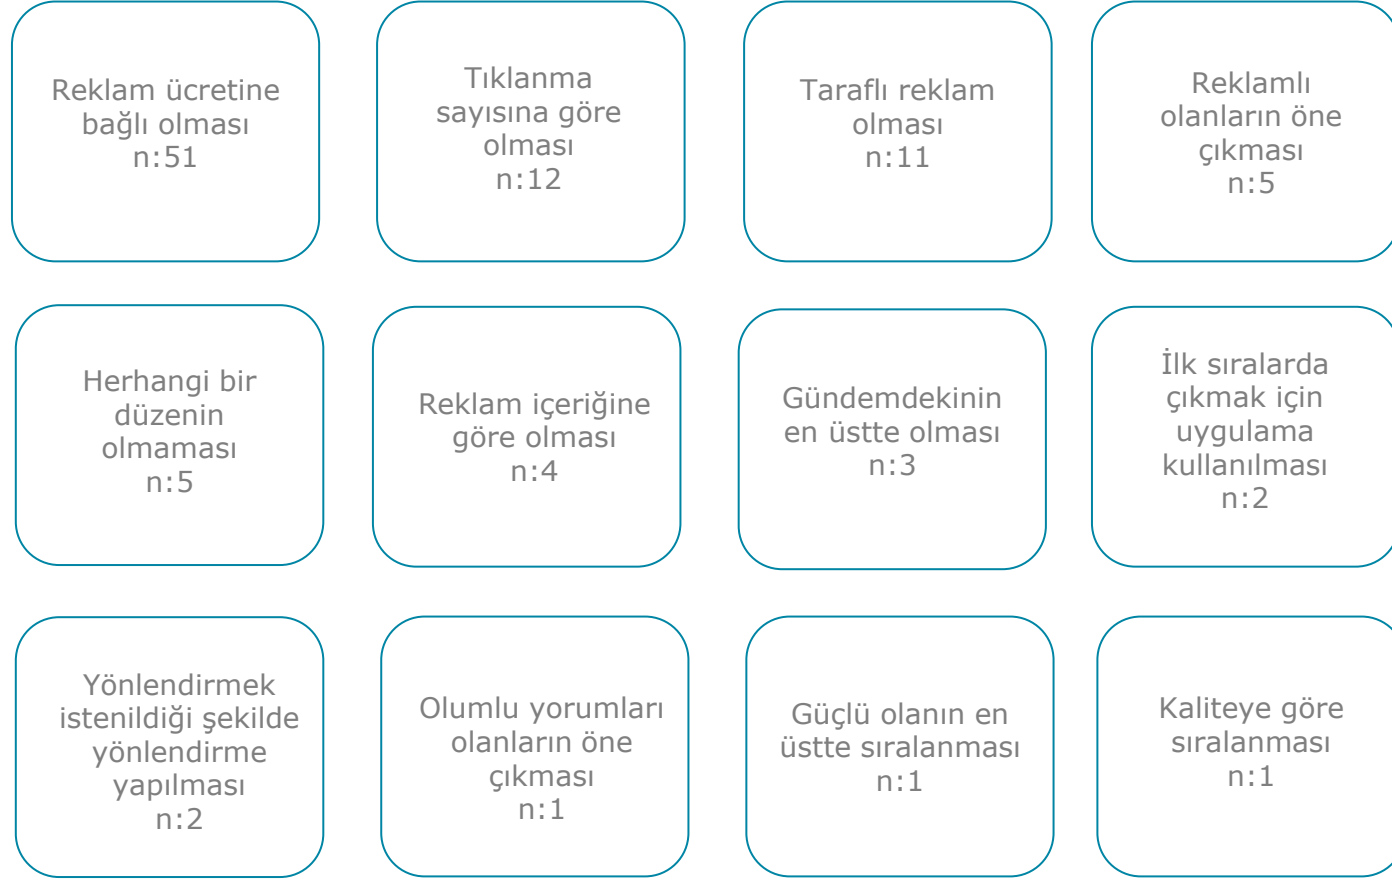 Reklam ücretine
bağlı olması
n:51
Tıklanma
sayısına göre
olması
n:12
Taraflı reklam
olması
n:11
Reklamlı
olanların öne
çıkması
n:5
Herhangi bir
düzenin
olmaması
n:5
Reklam içeriğine
göre olması
n:4
Gündemdekinin
en üstte olması
n:3
İlk sıralarda
çıkmak için
uygulama
kullanılması
n:2
Yönlendirmek
istenildiği şekilde
yönlendirme
yapılması
n:2
Olumlu yorumları
olanların öne
çıkması
n:1
Güçlü olanın en
üstte sıralanması
n:1
Kaliteye göre
sıralanması
n:1